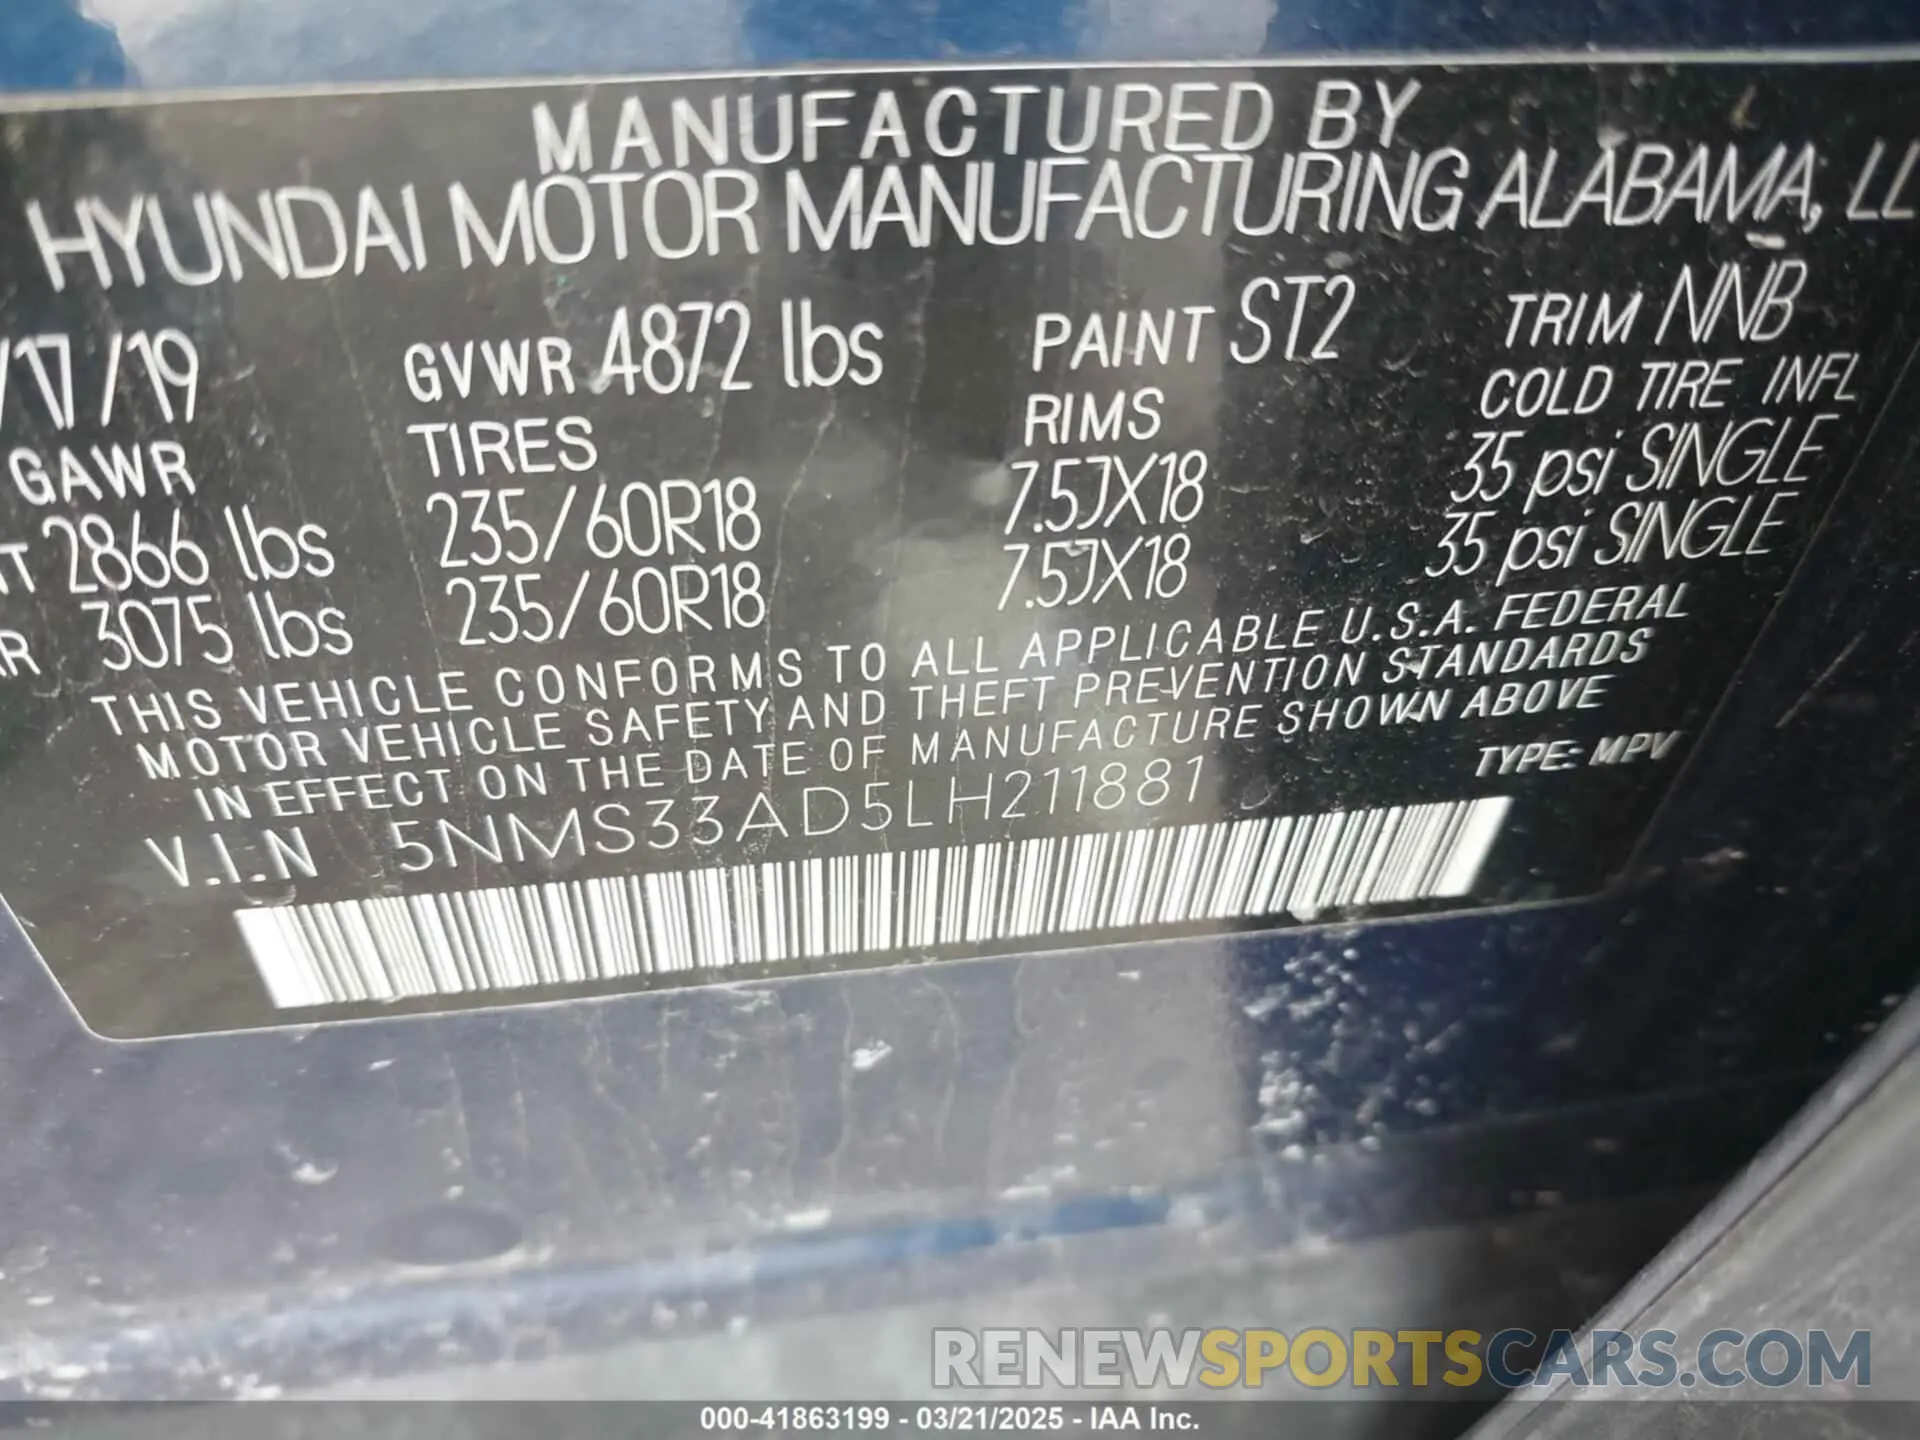 MANUFACTURED BY
HYUNDAI MOTOR MANUFACTURING ALABAMA, LL
/17/19 GVWR 4872 lbs PAINT ST2 TRIM NNB
GAWR TIRES RIMS COLD TIRE INFL
NT 2866 lbs 235/60R18 7.5JX18 35 psi SINGLE
AR 3075 lbs 235/60R18 7.5JX18 35 psi SINGLE
THIS VEHICLE CONFORMS TO ALL APPLICABLE U.S.A. FEDERAL
MOTOR VEHICLE SAFETY AND THEFT PREVENTION STANDARDS
IN EFFECT ON THE DATE OF MANUFACTURE SHOWN ABOVE
V.I.N 5NMS33AD5LH211881 TYPE: MPV
RENEWSPORTSCARS.COM
000-41863199 - 03/21/2025 - IAA Inc.